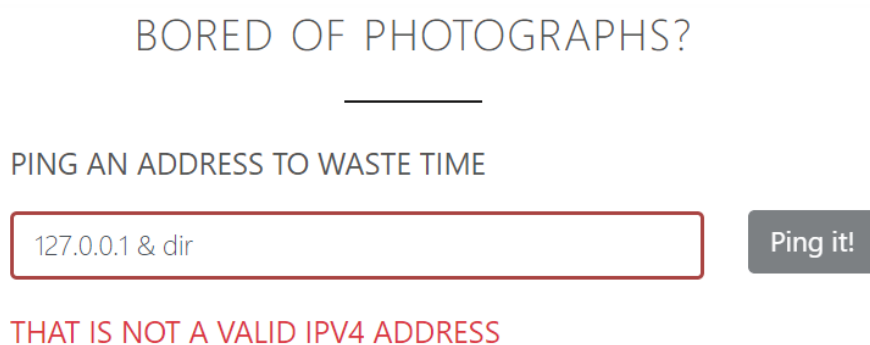 BORED OF PHOTOGRAPHS?
PING AN ADDRESS TO WASTE TIME
127.0.0.1 & dir
Ping it!
THAT IS NOT A VALID IPV4 ADDRESS